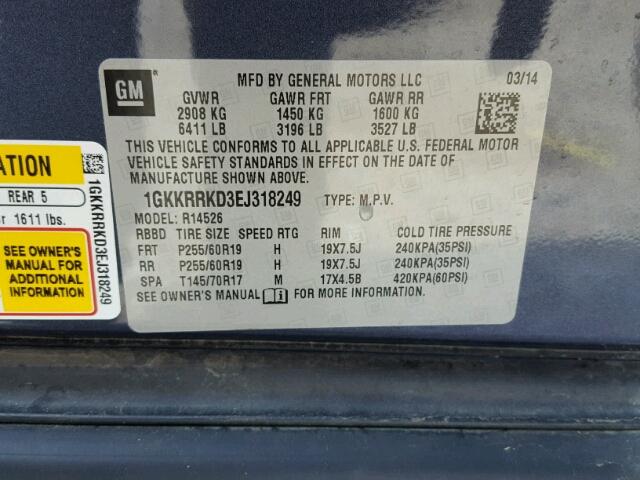 GM
MFD BY GENERAL MOTORS LLC 03/14
GVWR GAWR FRT GAWR RR
2908 KG 1450 KG 1600 KG
6411 LB 3196 LB 3527 LB
THIS VEHICLE CONFORMS TO ALL APPLICABLE U.S. FEDERAL MOTOR
VEHICLE SAFETY STANDARDS IN EFFECT ON THE DATE OF
MANUFACTURE SHOWN ABOVE.
1GKKRRKD3EJ318249 TYPE: M.P.V.
MODEL: R14526
RBBD TIRE SIZE SPEED RTG RIM COLD TIRE PRESSURE
FRT P255/60R19 H 19X7.5J 240KPA(35PSI)
RR P255/60R19 H 19X7.5J 240KPA(35PSI)
SPA T145/70R17 M 17X4.5B 420KPA(60PSI)
SEE OWNER'S MANUAL i FOR MORE INFORMATION.
ATION
REAR 5
or 1611 lbs.
SEE OWNER'S
MANUAL FOR
ADDITIONAL
INFORMATION
1GKKRRKD3EJ318249